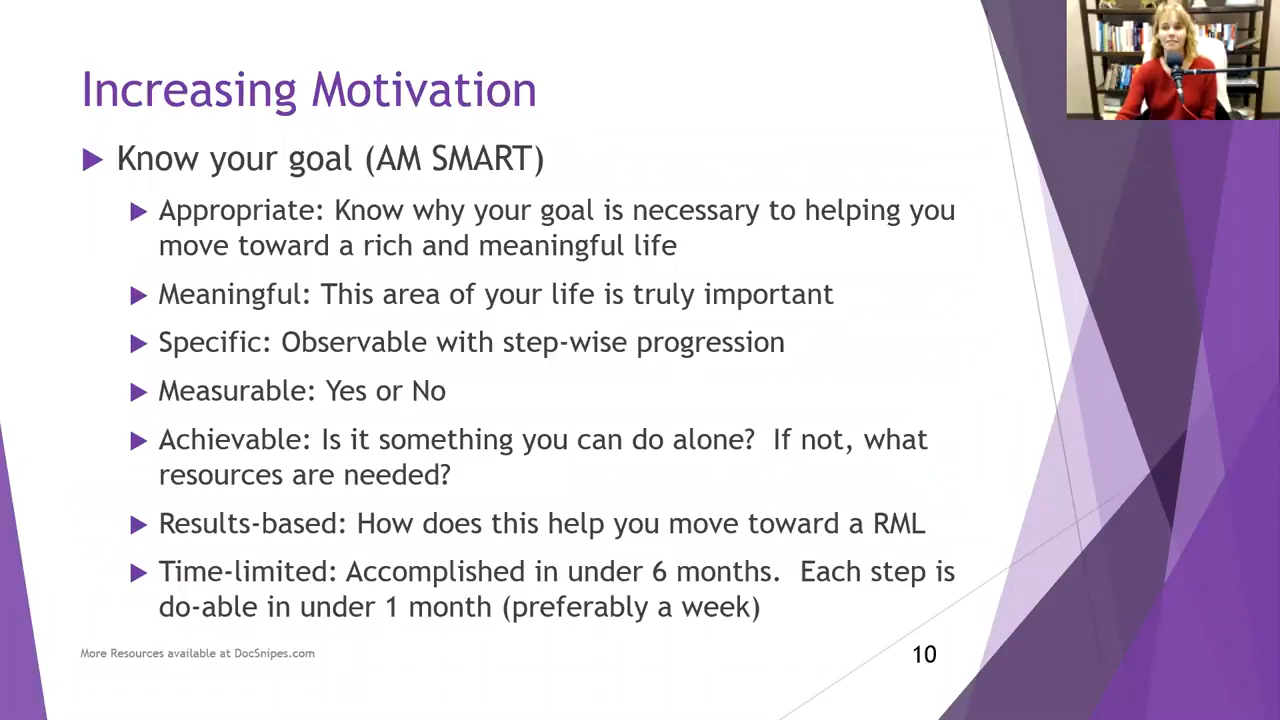 Increasing Motivation
Know your goal (AM SMART)
Appropriate: Know why your goal is necessary to helping you
move toward a rich and meaningful life
Meaningful: This area of your life is truly important
Specific: Observable with step-wise progression
Measurable: Yes or No
Achievable: Is it something you can do alone?  If not, what
resources are needed?
Results-based: How does this help you move toward a RML
Time-limited: Accomplished in under 6 months.  Each step is
do-able in under 1 month (preferably a week)
More Resources available at DocSnipes.com
10